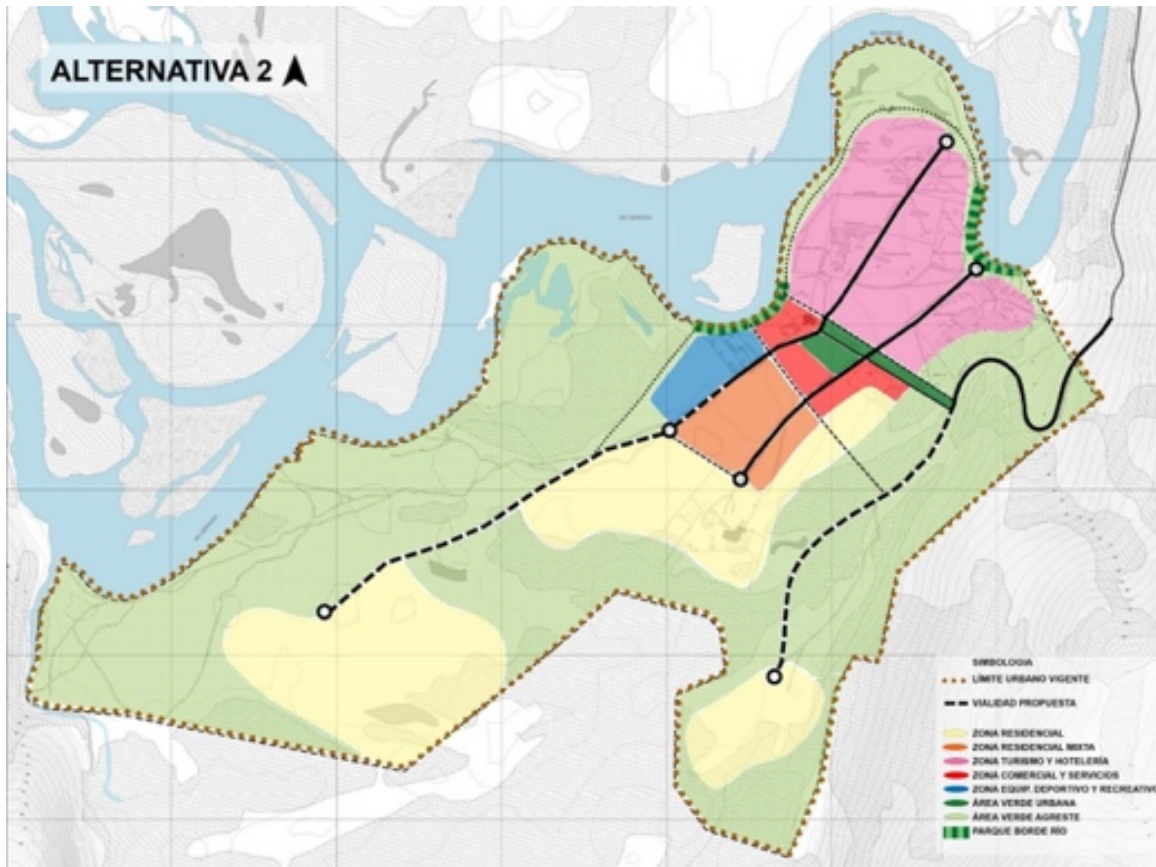 ALTERNATIVA 2
SIMBOLOGIA
LÍMITE URBANO VIGENTE
VIALIDAD PROPUESTA
ZONA RESIDENCIAL
ZONA RESIDENCIAL MIXTA
ZONA TURISMO Y HOTELERÍA
ZONA COMERCIAL Y SERVICIOS
ZONA EQUIP. DEPORTIVO Y RECREATIVO
ÁREA VERDE URBANA
ÁREA VERDE AGRESTE
PARQUE BORDE RÍO